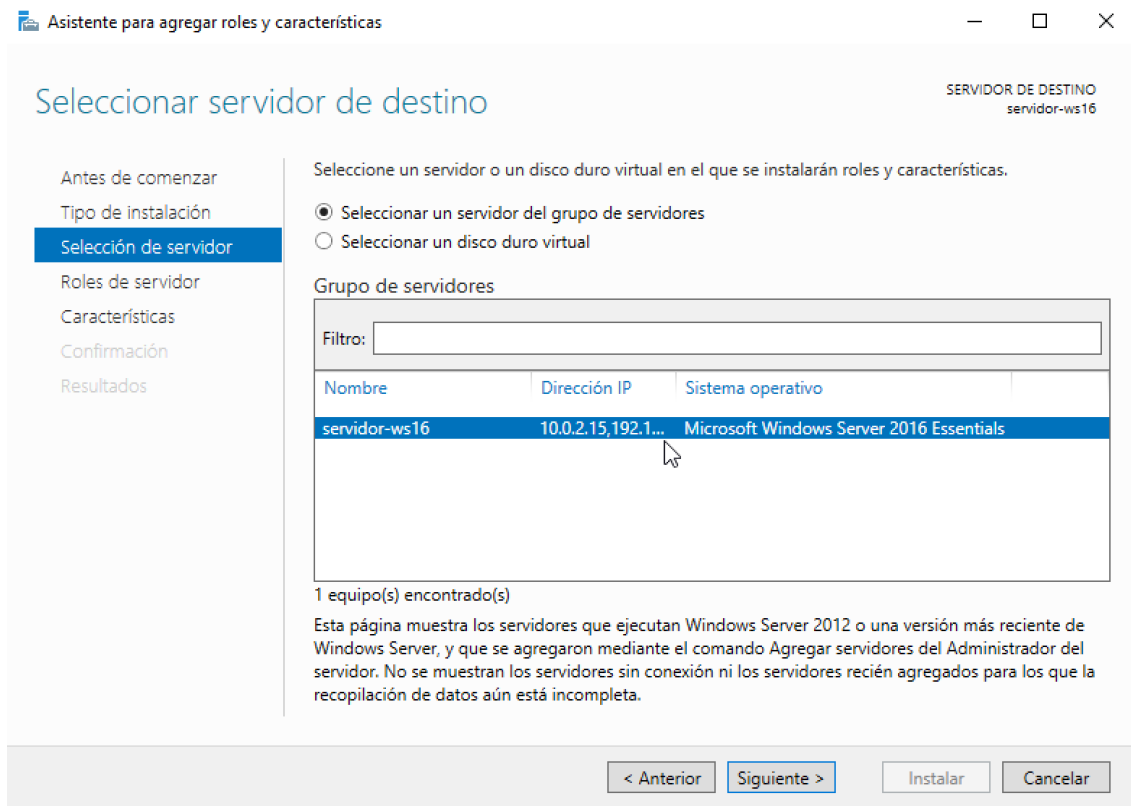 Asistente para agregar roles y características
Seleccionar servidor de destino
SERVIDOR DE DESTINO
servidor-ws16
Antes de comenzar
Tipo de instalación
Selección de servidor
Roles de servidor
Características
Confirmación
Resultados
Seleccione un servidor o un disco duro virtual en el que se instalarán roles y características.
Seleccionar un servidor del grupo de servidores
Seleccionar un disco duro virtual
Grupo de servidores
Filtro:
Nombre Dirección IP Sistema operativo
servidor-ws16 10.0.2.15,192.1... Microsoft Windows Server 2016 Essentials
1 equipo(s) encontrado(s)
Esta página muestra los servidores que ejecutan Windows Server 2012 o una versión más reciente de
Windows Server, y que se agregaron mediante el comando Agregar servidores del Administrador del
servidor. No se muestran los servidores sin conexión ni los servidores recién agregados para los que la
recopilación de datos aún está incompleta.
< Anterior Siguiente > Instalar Cancelar